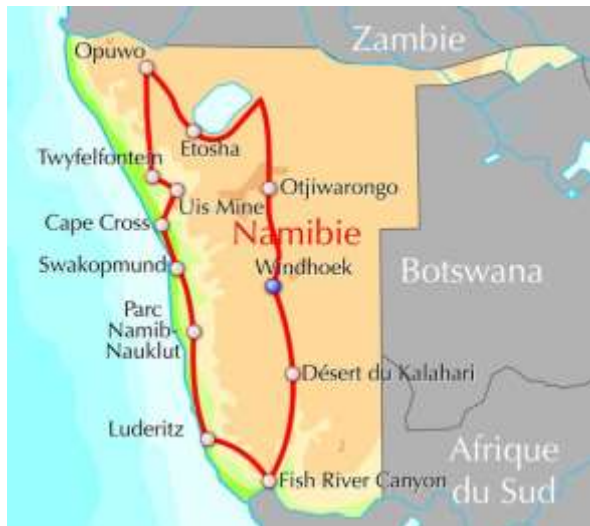 Zambie
Opuwo
Etosha
Twyfelfontein
Otjiwarongo
Uis Mine
Cape Cross
Namibie
Swakopmund
Windhoek
Botswana
Parc
Namib-
Nauklut
Désert du Kalahari
Luderitz
Afrique
du Sud
Fish River Canyon